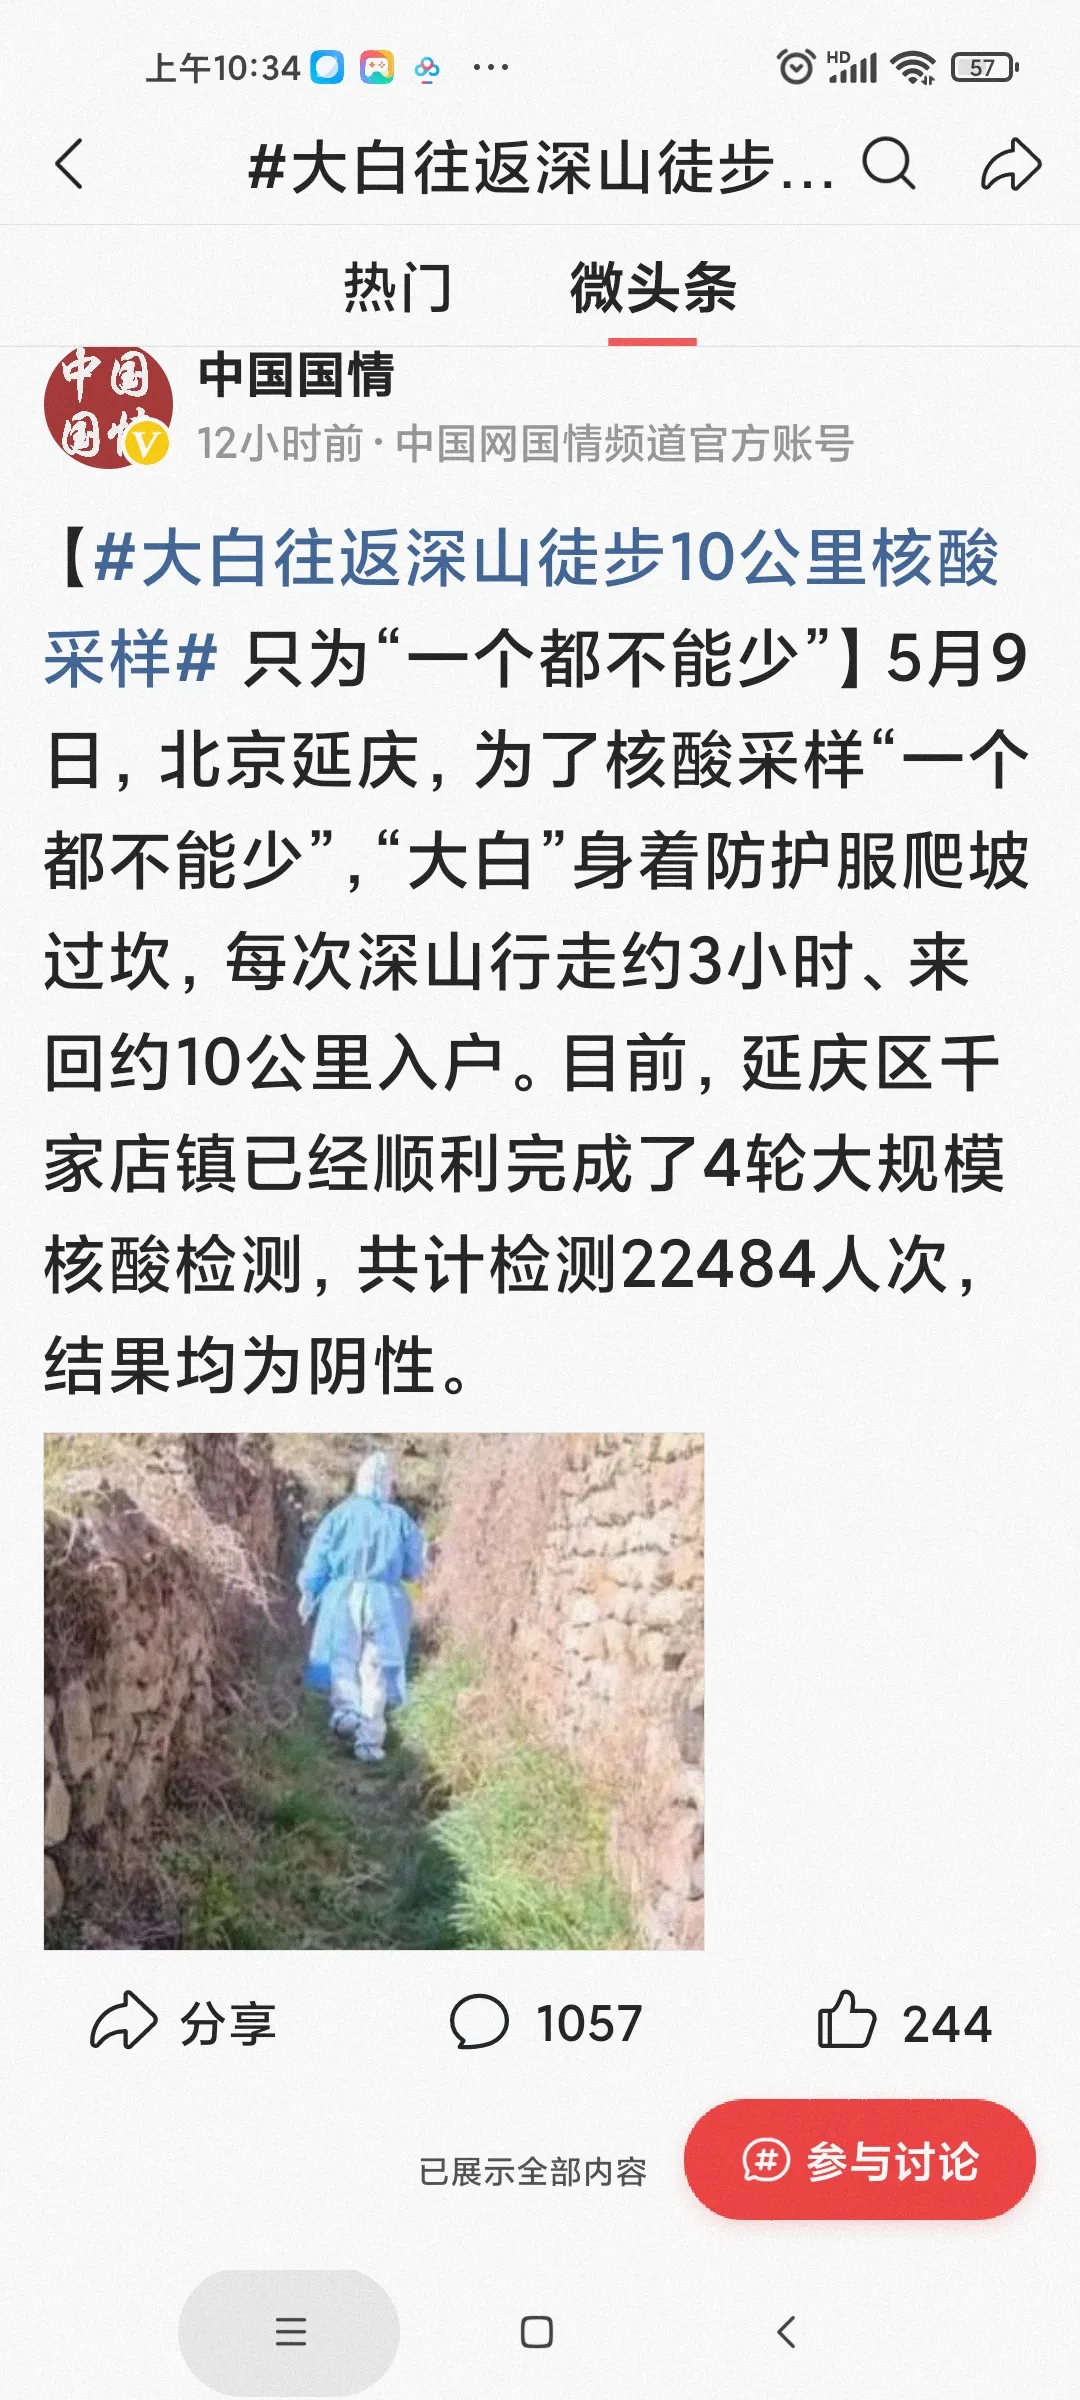 上午10:34 ... HD 57
#大白往返深山徒步...
热门 微头条
中国国情
中国国情
V
12小时前·中国网国情频道官方账号
【#大白往返深山徒步10公里核酸
采样# 只为“一个都不能少”】5月9
日，北京延庆，为了核酸采样“一个
都不能少”，“大白”身着防护服爬坡
过坎，每次深山行走约3小时、来
回约10公里入户。目前，延庆区千
家店镇已经顺利完成了4轮大规模
核酸检测，共计检测22484人次，
结果均为阴性。
分享 1057 244
已展示全部内容 # 参与讨论